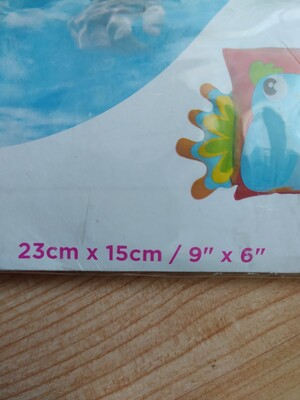 23cm x 15cm / 9" x 6"